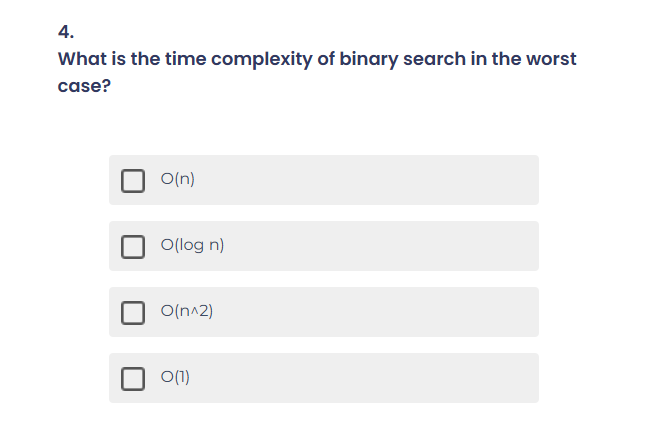 4.
What is the time complexity of binary search in the worst
case?
O(n)
O(log n)
O(n^2)
O(1)